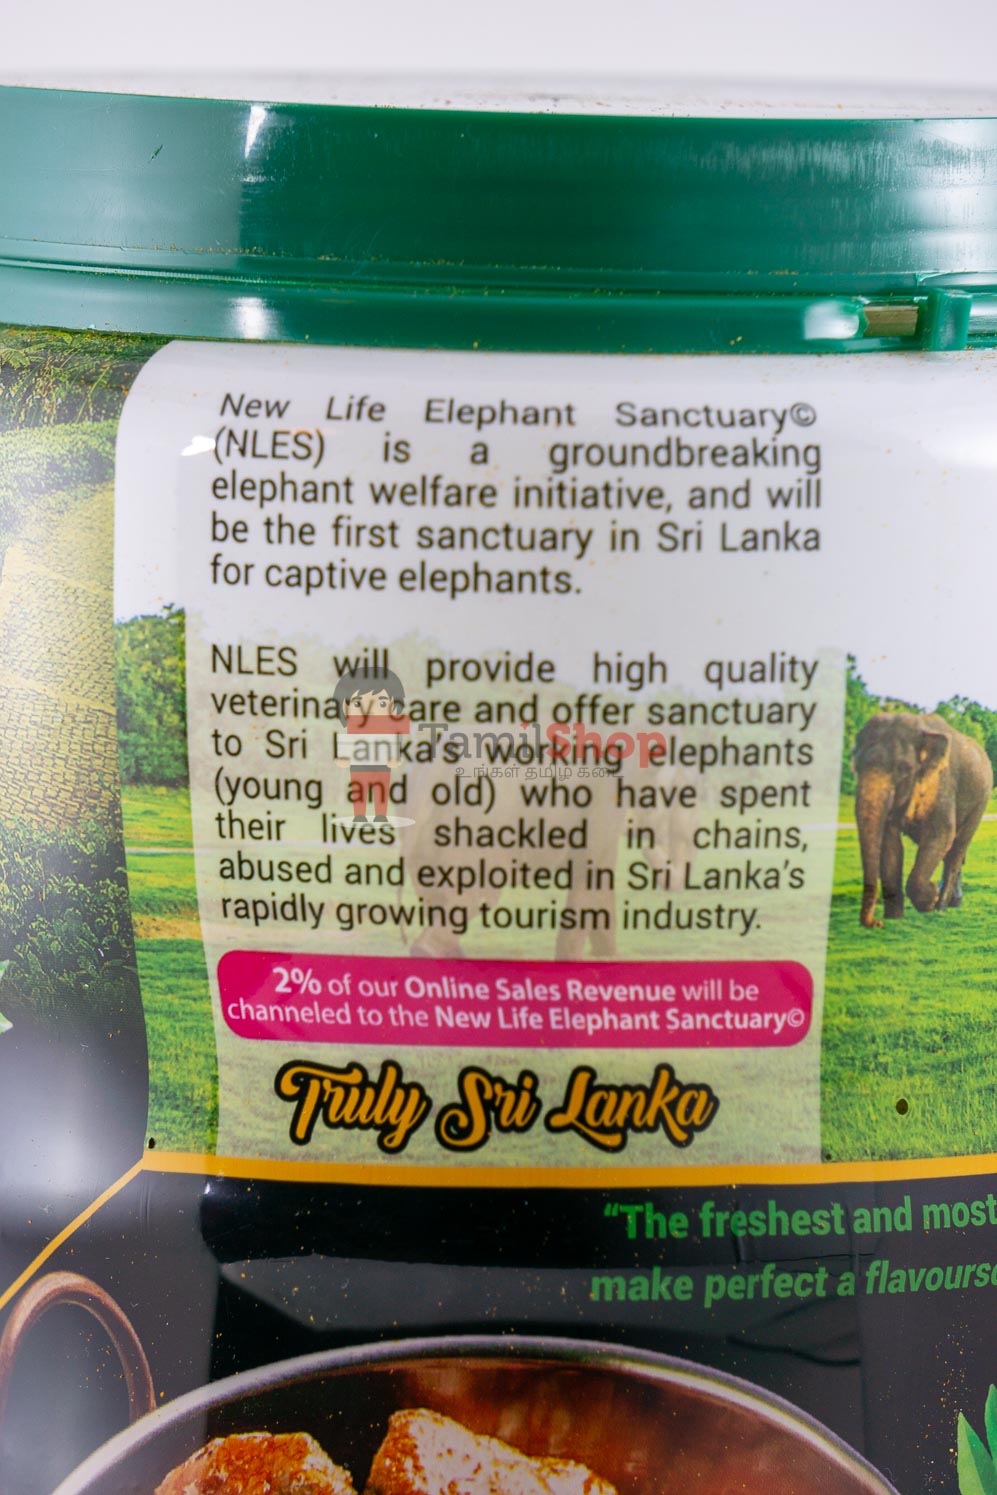 New Life Elephant Sanctuary©
(NLES) is a groundbreaking
elephant welfare initiative, and will
be the first sanctuary in Sri Lanka
for captive elephants.
NLES will provide high quality
veterinary care and offer sanctuary
to Sri Lanka's working elephants
(young and old) who have spent
their lives shackled in chains,
abused and exploited in Sri Lanka's
rapidly growing tourism industry.
TamilShop
உங்கள் தமிழ் கடை
2% of our Online Sales Revenue will be
channeled to the New Life Elephant Sanctuary©
Truly Sri Lanka
“The freshest and most
make perfect a